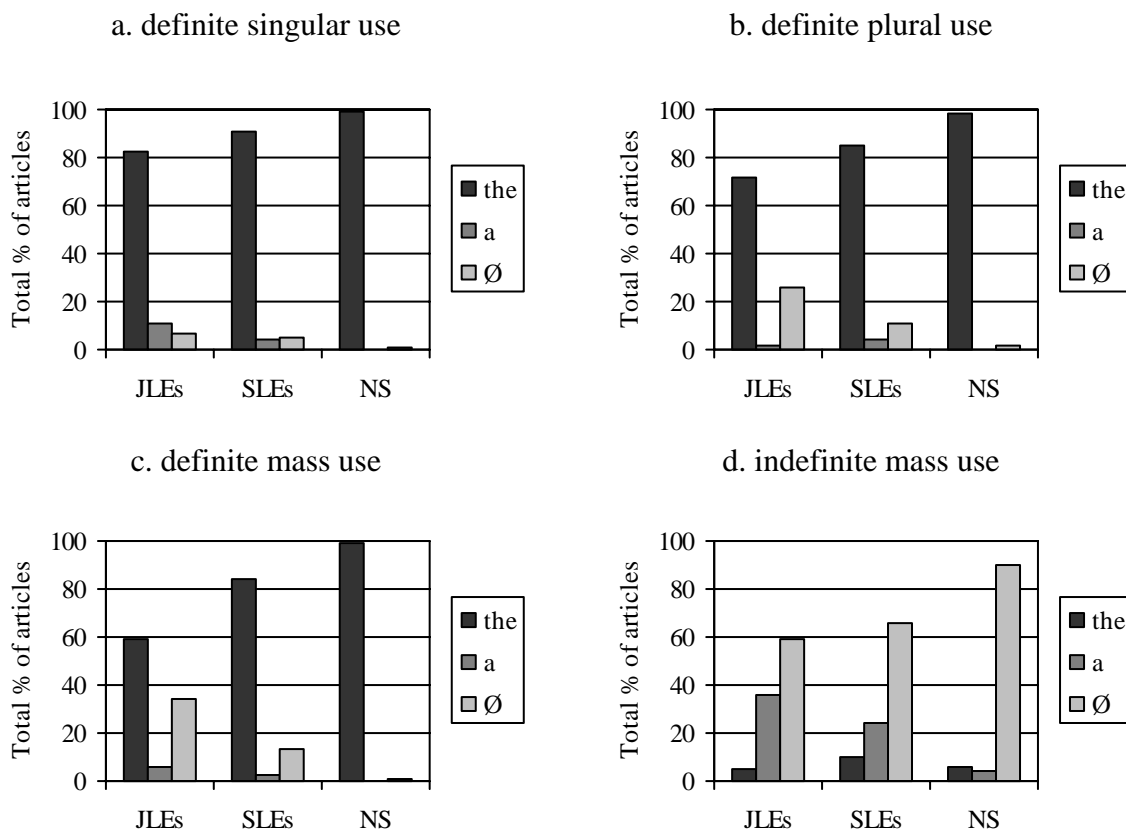 a. definite singular use
100
80
60
40
20
0
Total % of articles
JLEs SLEs NS
the
a
Ø
b. definite plural use
100
80
60
40
20
0
Total % of articles
JLEs SLEs NS
the
a
Ø
c. definite mass use
100
80
60
40
20
0
Total % of articles
JLEs SLEs NS
the
a
Ø
d. indefinite mass use
100
80
60
40
20
0
Total % of articles
JLEs SLEs NS
the
a
Ø